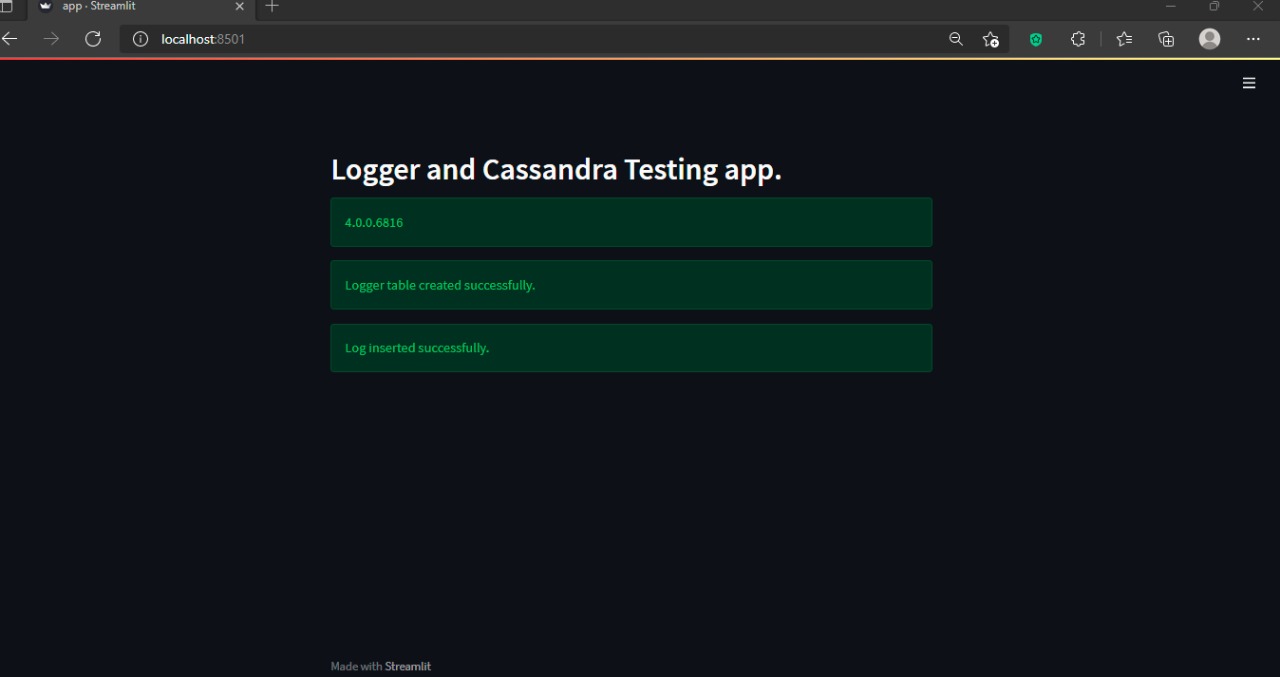 app · Streamlit
localhost:8501
Logger and Cassandra Testing app.
4.0.0.6816
Logger table created successfully.
Log inserted successfully.
Made with Streamlit